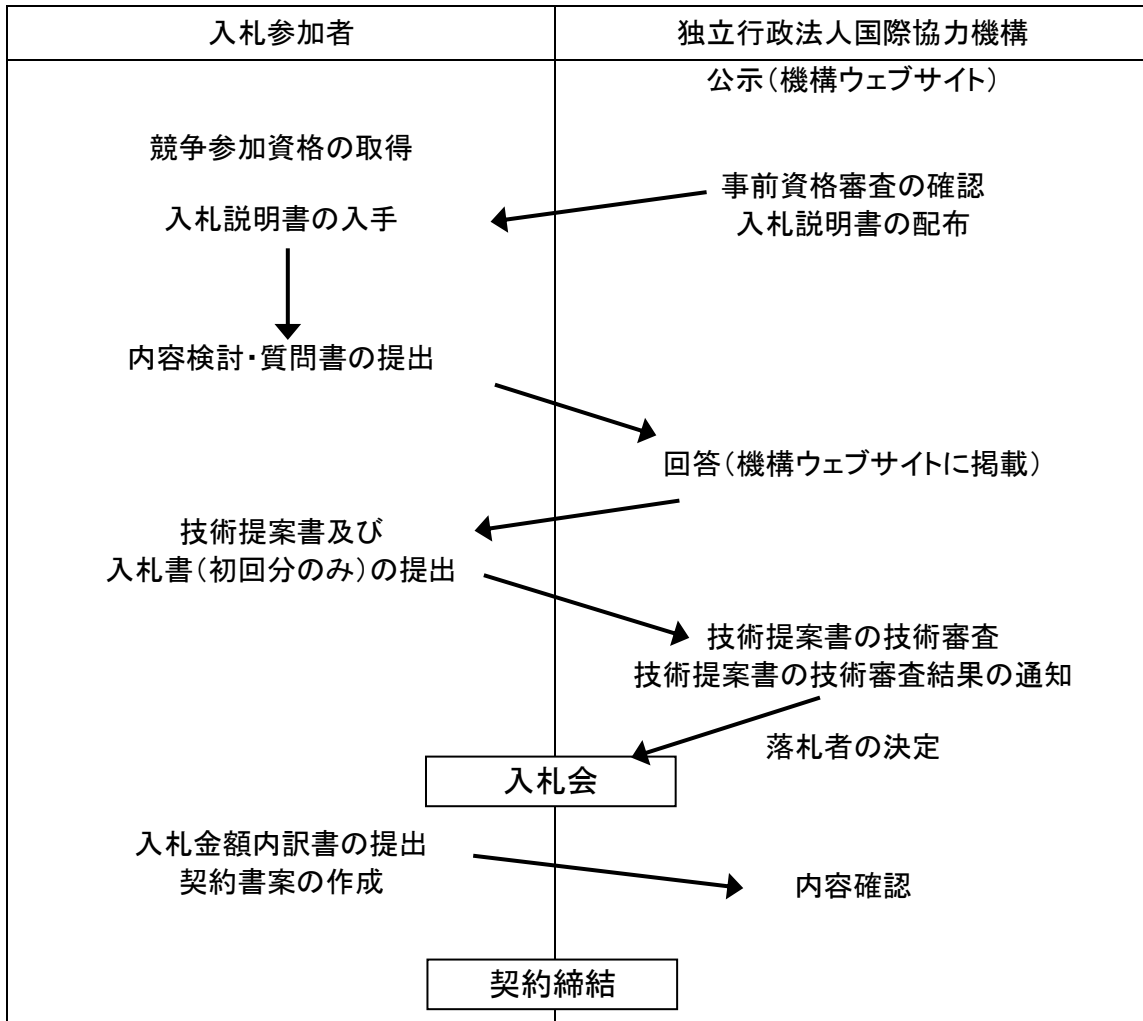 入札参加者
独立行政法人国際協力機構
公示(機構ウェブサイト)
競争参加資格の取得
事前資格審査の確認
入札説明書の入手
入札説明書の配布
内容検討・質問書の提出
回答(機構ウェブサイトに掲載)
技術提案書及び
入札書(初回分のみ)の提出
技術提案書の技術審査
技術提案書の技術審査結果の通知
落札者の決定
入札会
入札金額内訳書の提出
契約書案の作成
内容確認
契約締結